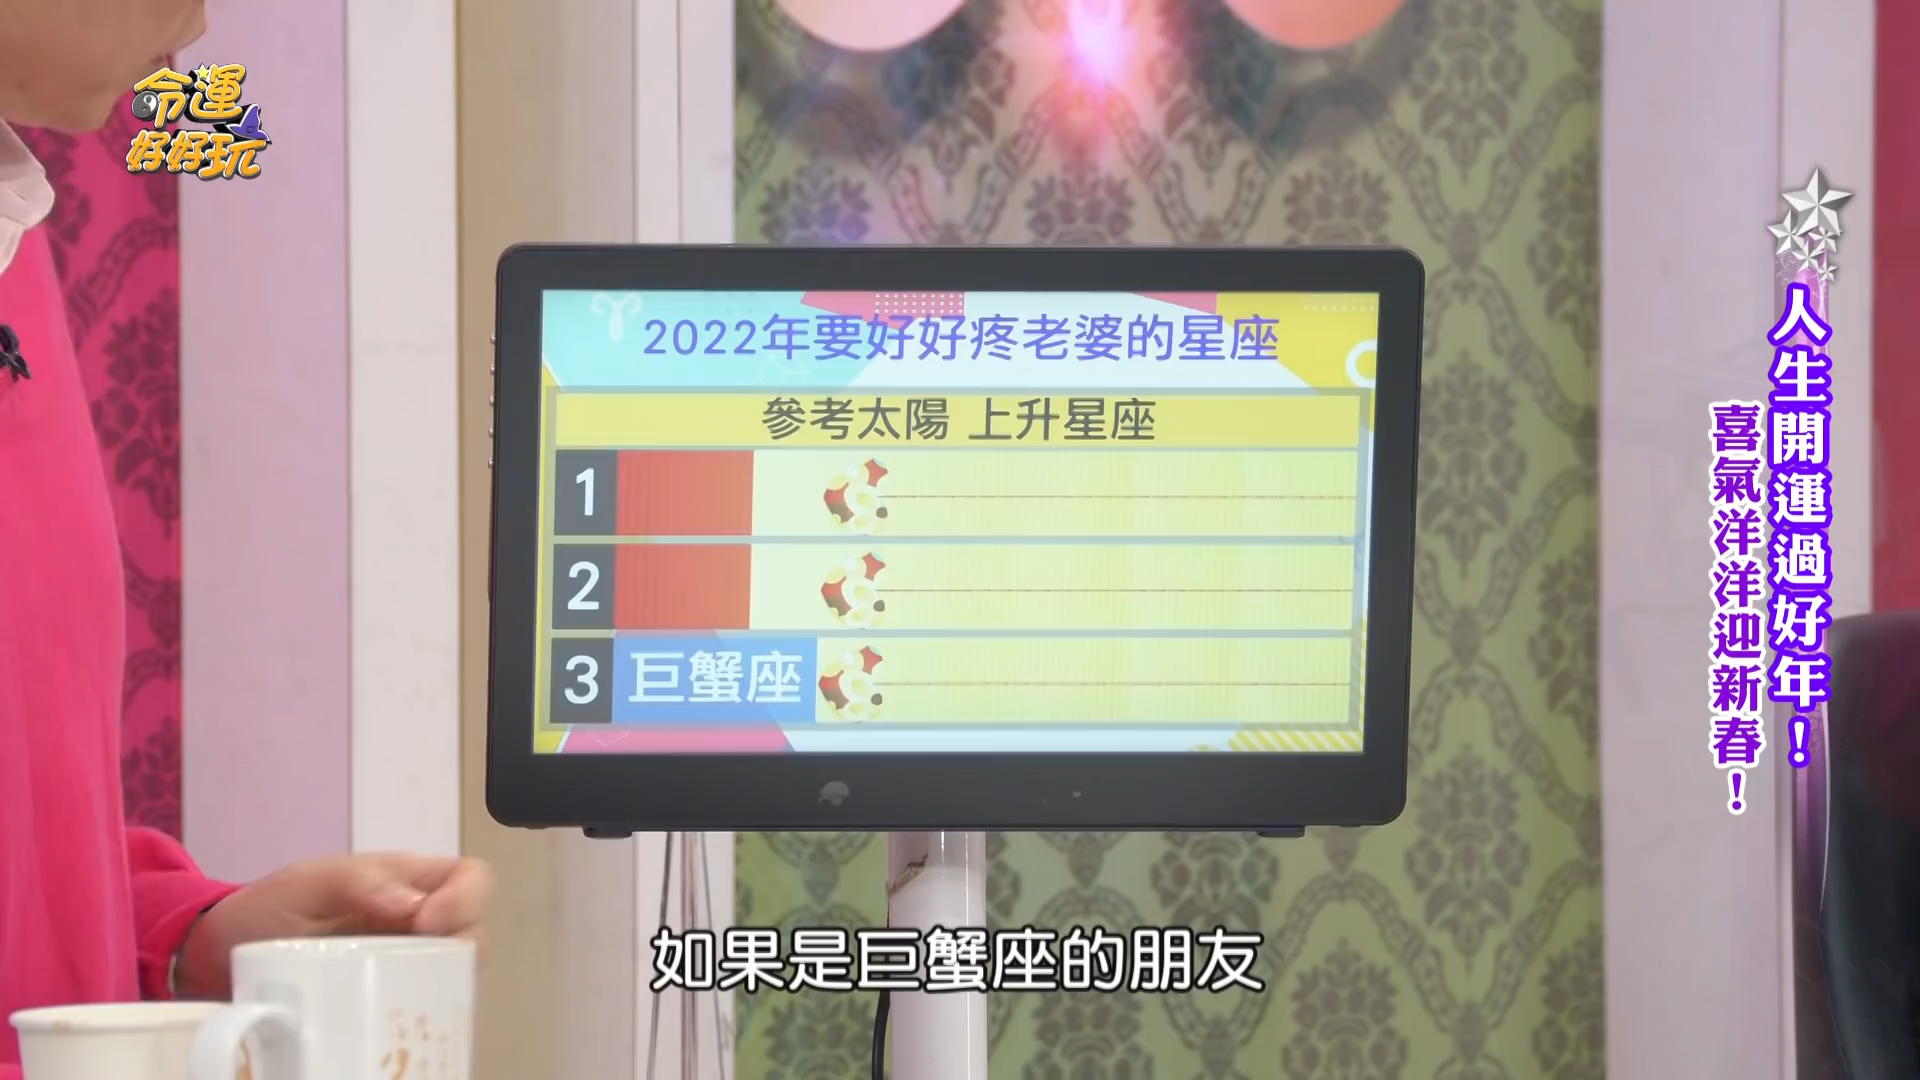 命運
好好玩
2022年要好好疼老婆的星座
參考太陽 上升星座
1
2
3 巨蟹座
人生開運過好年！
喜氣洋洋迎新春！
如果是巨蟹座的朋友